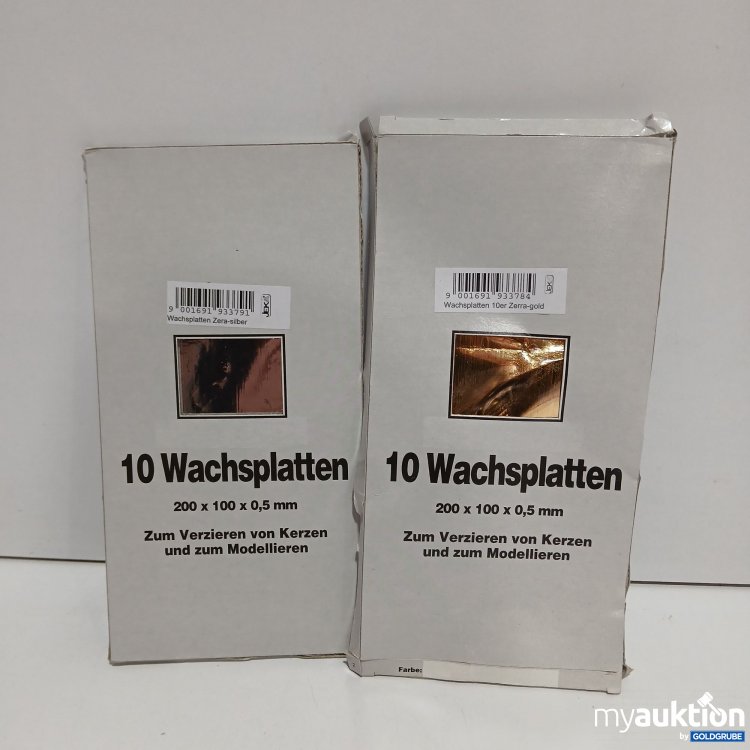 9 001691 933791
JBK
Wachsplatten Zera-silber
10 Wachsplatten
200 x 100 x 0,5 mm
Zum Verzieren von Kerzen
und zum Modellieren
9 001691 933784
JBK
Wachsplatten 10er Zerra-gold
10 Wachsplatten
200 x 100 x 0,5 mm
Zum Verzieren von Kerzen
und zum Modellieren
Farbe:
myauktion
by GOLDGRUBE